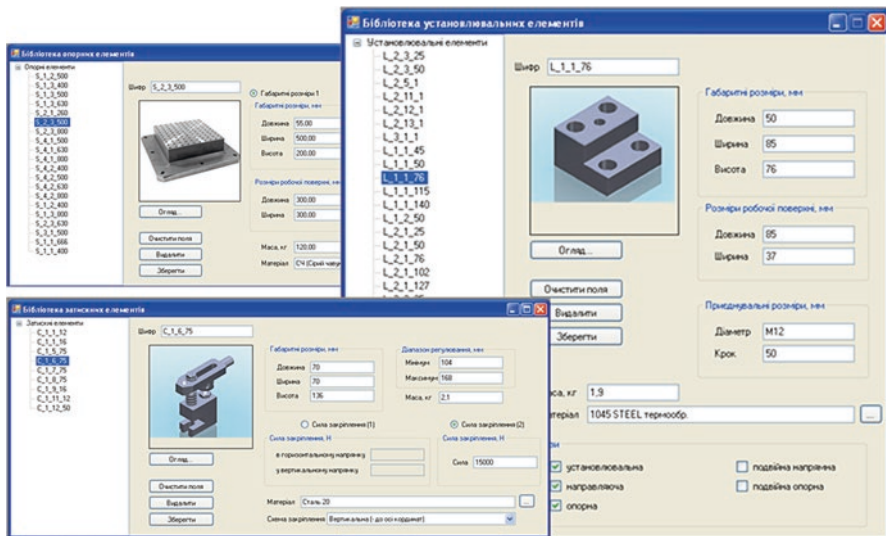 Бібліотека опорних елементів
Опорні елементи
S_1_2_500
S_1_3_400
S_1_3_500
S_1_3_630
S_2_1_260
S_2_3_500
S_2_3_800
S_4_1_500
S_4_1_630
S_4_1_800
S_4_2_400
S_4_2_500
S_4_2_630
S_4_2_800
S_1_2_400
S_1_3_800
S_2_3_630
S_3_1_500
S_1_1_666
S_1_1_400
Шифр S_2_3_500
Огляд...
Очистити поля
Видалити
Зберегти
Габаритні розміри 1
Габаритні розміри, мм
Довжина 55.00
Ширина 500.00
Висота 200.00
Розміри робочої поверхні, мм
Довжина 300.00
Ширина 300.00
Маса, кг 120.00
Матеріал СЧ (Сірий чавун
Бібліотека установлювальних елементів
Установлювальні елементи
L_2_3_25
L_2_3_50
L_2_5_1
L_2_11_1
L_2_12_1
L_2_13_1
L_3_1_1
L_1_1_45
L_1_1_50
L_1_1_76
L_1_1_115
L_1_1_140
L_1_2_50
L_2_1_25
L_2_1_50
L_2_1_76
L_2_1_102
L_2_1_127
Шифр L_1_1_76
Огляд...
Очистити поля
Видалити
Зберегти
Габаритні розміри, мм
Довжина 50
Ширина 85
Висота 76
Розміри робочої поверхні, мм
Довжина 85
Ширина 37
Приєднувальні розміри, мм
Діаметр M12
Крок 50
аса, кг 1,9
атеріал 1045 STEEL термообр. ...
ри
установлювальна подвійна напрямна
направляюча подвійна опорна
опорна
Бібліотека затискних елементів
Затискні елементи
C_1_1_12
C_1_1_16
C_1_5_75
C_1_6_75
C_1_7_75
C_1_8_75
C_1_9_16
C_1_11_12
C_1_12_50
Шифр C_1_6_75
Огляд...
Очистити поля
Видалити
Зберегти
Габаритні розміри, мм
Довжина 70
Ширина 70
Висота 136
Діапазон регулювання, мм
Мінімум 104
Максимум 168
Маса, кг 2,1
Сила закріплення (1) Сила закріплення (2)
Сила закріплення, Н
в горизонтальному напрямку
у вертикальному напрямку
Сила закріплення, Н
Сила 15000
Матеріал Сталь 20 ...
Схема закріплення Вертикальна (- до осі координат)